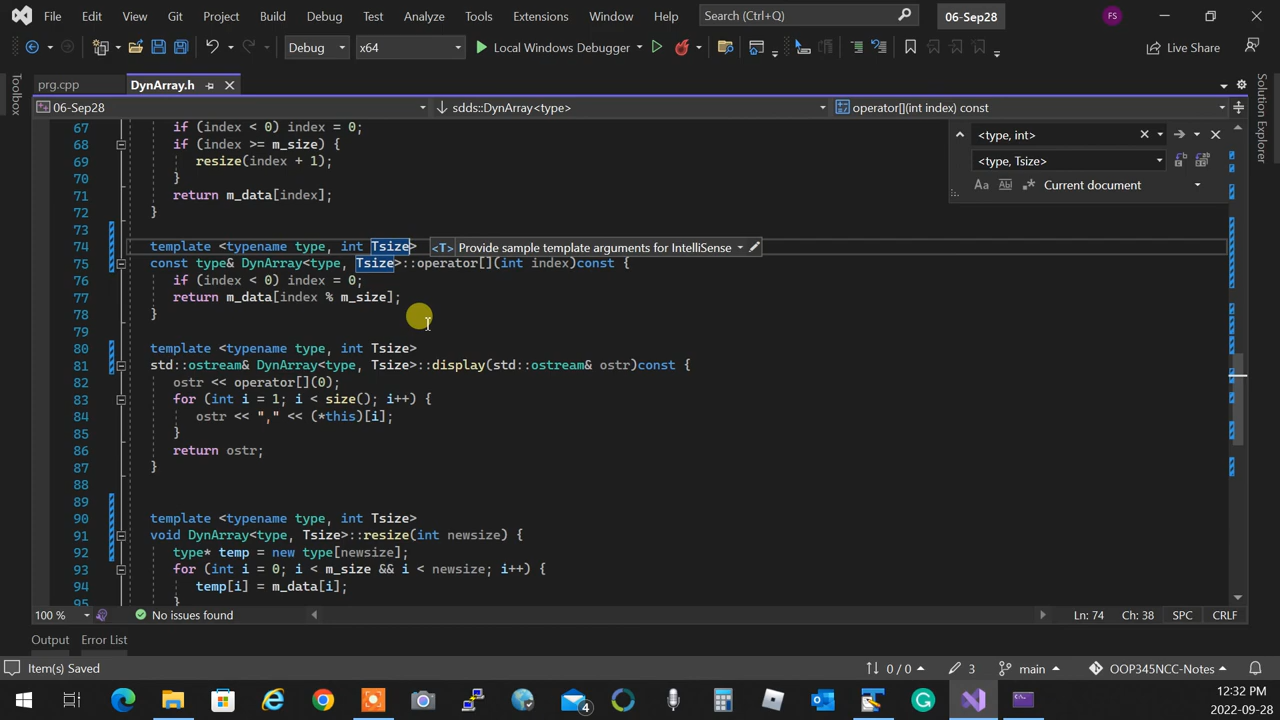 File Edit View Git Project Build Debug Test Analyze Tools Extensions Window Help Search (Ctrl+Q) 06-Sep28 FS
Debug x64 Local Windows Debugger Live Share
prg.cpp DynArray.h
Toolbox
Solution Explorer
06-Sep28 sdds::DynArray<type> operator[](int index) const
<type, int>
<type, Tsize>
Aa Ab Current document
67 if (index < 0) index = 0;
68 if (index >= m_size) {
69 resize(index + 1);
70 }
71 return m_data[index];
72 }
73
74 template <typename type, int Tsize> <T> Provide sample template arguments for IntelliSense
75 const type& DynArray<type, Tsize>::operator[](int index)const {
76 if (index < 0) index = 0;
77 return m_data[index % m_size];
78 }
79
80 template <typename type, int Tsize>
81 std::ostream& DynArray<type, Tsize>::display(std::ostream& ostr)const {
82 ostr << operator[](0);
83 for (int i = 1; i < size(); i++) {
84 ostr << "," << (*this)[i];
85 }
86 return ostr;
87 }
88
89
90 template <typename type, int Tsize>
91 void DynArray<type, Tsize>::resize(int newsize) {
92 type* temp = new type[newsize];
93 for (int i = 0; i < m_size && i < newsize; i++) {
94 temp[i] = m_data[i];
95 }
100 % No issues found Ln: 74 Ch: 38 SPC CRLF
Output Error List
Item(s) Saved 0 / 0 3 main OOP345NCC-Notes
4
12:32 PM
2022-09-28